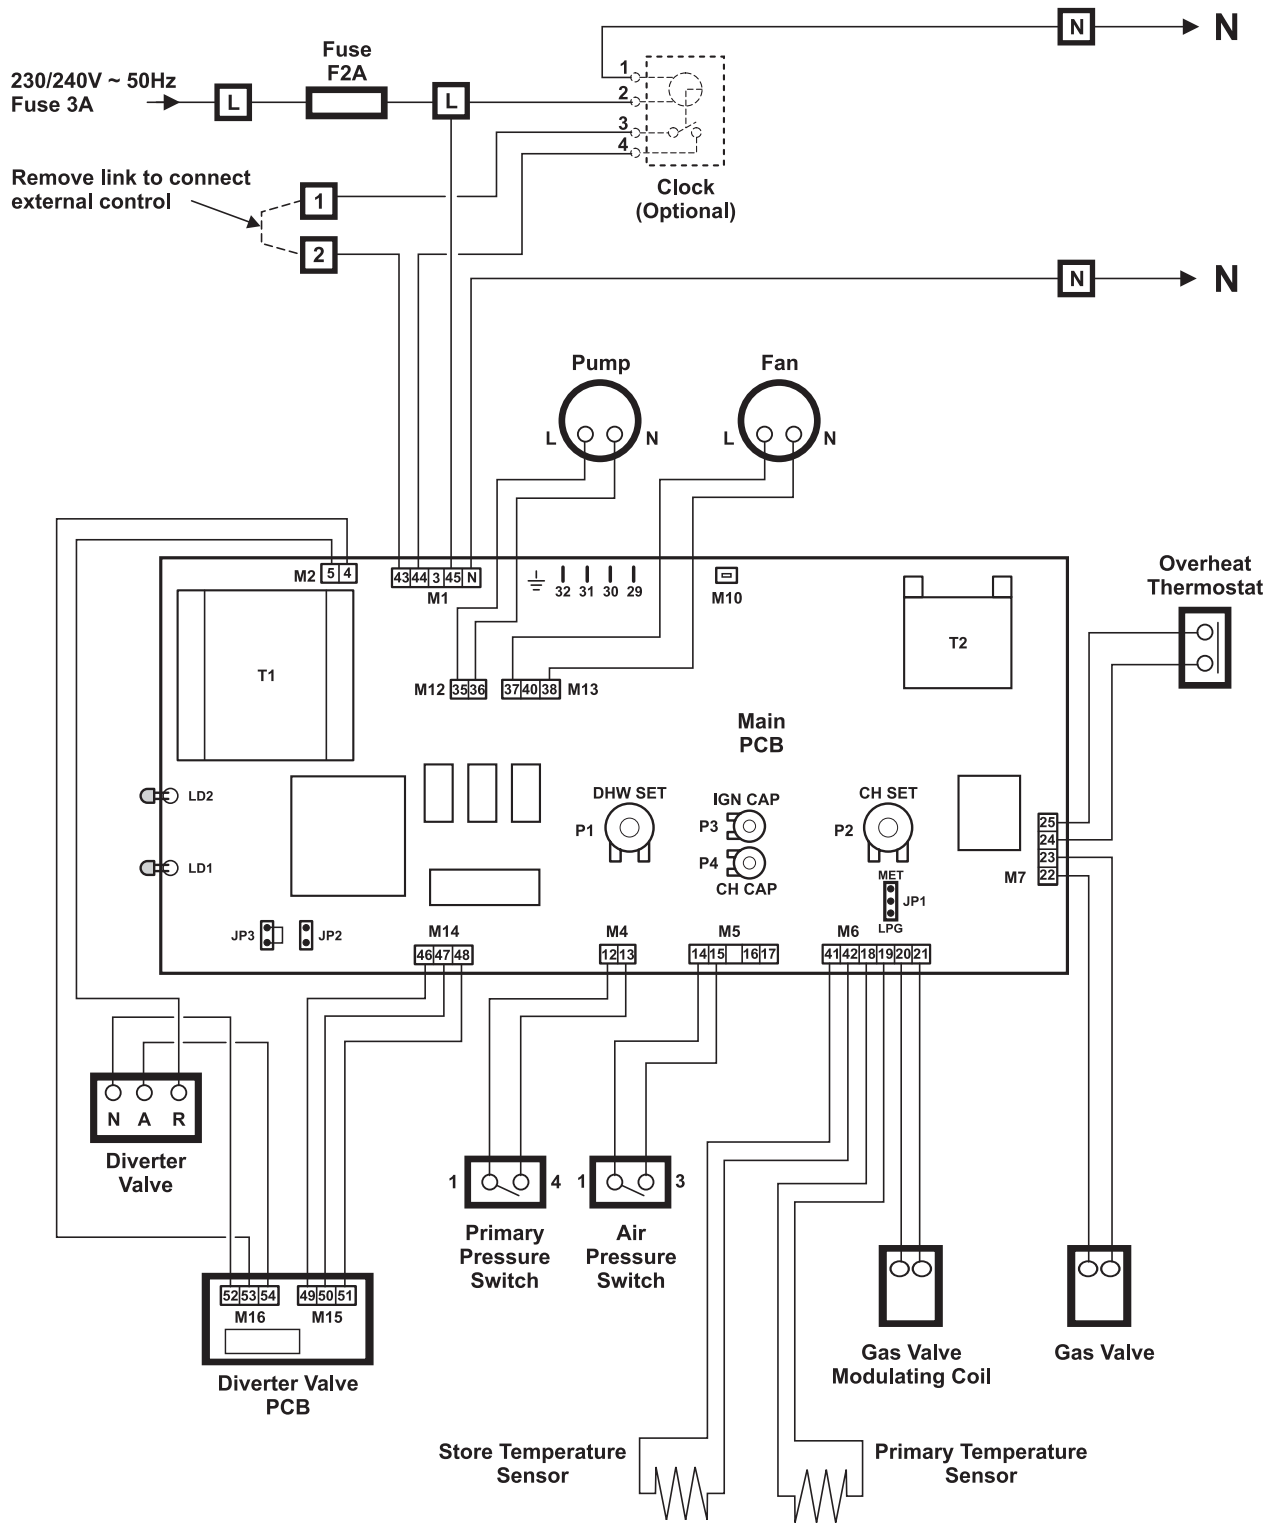 N N
Fuse
F2A
230/240V ~ 50Hz
Fuse 3A
L L
1
2
3
4
Clock
(Optional)
Remove link to connect
external control
1
2
N N
Pump Fan
L N L N
Overheat
Thermostat
M2 5 4
43 44 3 45 N
M1
32 31 30 29
M10
T1
T2
M12 35 36
37 40 38 M13
Main
PCB
LD2
LD1
DHW SET
P1
IGN CAP
P3
P4
CH CAP
CH SET
P2
MET
JP1
LPG
25
24
23
22
M7
JP3 JP2
M14
46 47 48
M4
12 13
M5
14 15 16 17
M6
41 42 18 19 20 21
N A R
Diverter
Valve
1 4
Primary
Pressure
Switch
1 3
Air
Pressure
Switch
52 53 54
M16
49 50 51
M15
Diverter Valve
PCB
Gas Valve
Modulating Coil
Gas Valve
Store Temperature
Sensor
Primary Temperature
Sensor